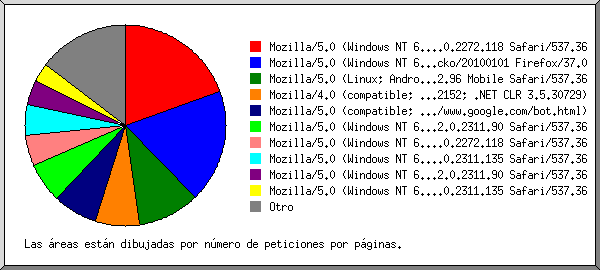 Mozilla/5.0 (Windows NT 6....0.2272.118 Safari/537.36
Mozilla/5.0 (Windows NT 6...cko/20100101 Firefox/37.0
Mozilla/5.0 (Linux; Andro...2.96 Mobile Safari/537.36
Mozilla/4.0 (compatible; ...2152; .NET CLR 3.5.30729)
Mozilla/5.0 (compatible; .../www.google.com/bot.html)
Mozilla/5.0 (Windows NT 6...2.0.2311.90 Safari/537.36
Mozilla/5.0 (Windows NT 6....0.2272.118 Safari/537.36
Mozilla/5.0 (Windows NT 6....0.2311.135 Safari/537.36
Mozilla/5.0 (Windows NT 6...2.0.2311.90 Safari/537.36
Mozilla/5.0 (Windows NT 6....0.2311.135 Safari/537.36
Otro
Las áreas están dibujadas por número de peticiones por páginas.